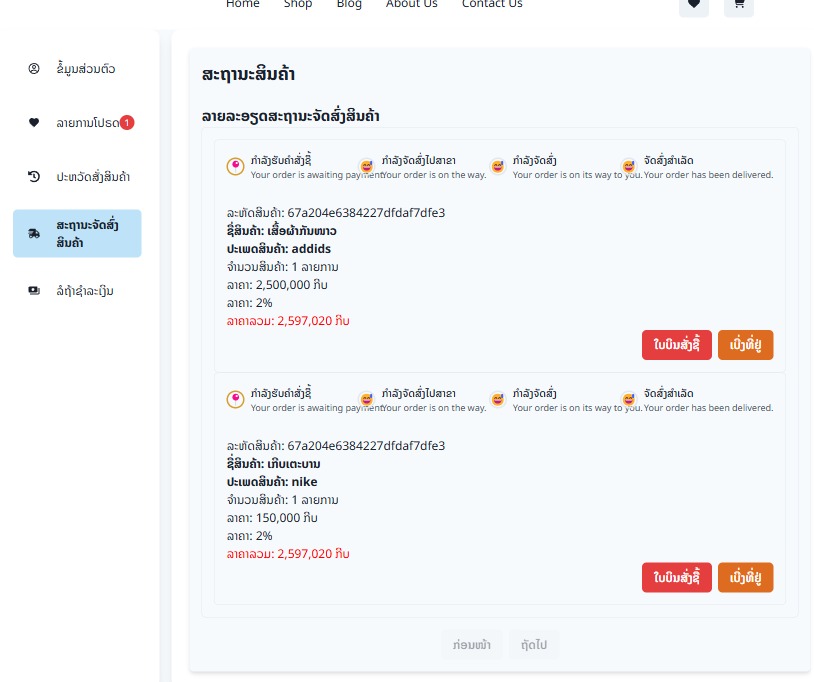 Home Shop Blog About Us Contact Us
ຂໍ້ມູນສ່ວນຕົວ
ລາຍການໂປຣດ 1
ປະຫວັດສັ່ງສິນຄ້າ
ສະຖານະຈັດສົ່ງ
ສິນຄ້າ
ລໍຖ້າຊຳລະເງິນ
ສະຖານະສິນຄ້າ
ລາຍລະອຽດສະຖານະຈັດສົ່ງສິນຄ້າ
ກຳລັງຮັບຄຳສັ່ງຊື້ ກຳລັງຈັດສົ່ງໄປສາຂາ ກຳລັງຈັດສົ່ງ ຈັດສົ່ງສຳເລັດ
Your order is awaiting payment. Your order is on the way. Your order is on its way to you. Your order has been delivered.
ລະຫັດສິນຄ້າ: 67a204e6384227dfdaf7dfe3
ຊື່ສິນຄ້າ: ເສື້ອຜ້າກັນໜາວ
ປະເພດສິນຄ້າ: addids
ຈຳນວນສິນຄ້າ: 1 ລາຍການ
ລາຄາ: 2,500,000 ກີບ
ລາຄາ: 2%
ລາຄາລວມ: 2,597,020 ກີບ
ໃບບິນສັ່ງຊື້ ເບິ່ງທີ່ຢູ່
ກຳລັງຮັບຄຳສັ່ງຊື້ ກຳລັງຈັດສົ່ງໄປສາຂາ ກຳລັງຈັດສົ່ງ ຈັດສົ່ງສຳເລັດ
Your order is awaiting payment. Your order is on the way. Your order is on its way to you. Your order has been delivered.
ລະຫັດສິນຄ້າ: 67a204e6384227dfdaf7dfe3
ຊື່ສິນຄ້າ: ເກີບເຕະບານ
ປະເພດສິນຄ້າ: nike
ຈຳນວນສິນຄ້າ: 1 ລາຍການ
ລາຄາ: 150,000 ກີບ
ລາຄາ: 2%
ລາຄາລວມ: 2,597,020 ກີບ
ໃບບິນສັ່ງຊື້ ເບິ່ງທີ່ຢູ່
ກ່ອນໜ້າ ຖັດໄປ